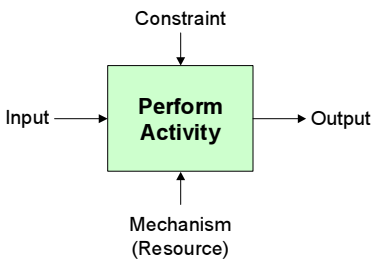 Constraint
Input
Perform
Activity
Output
Mechanism
(Resource)